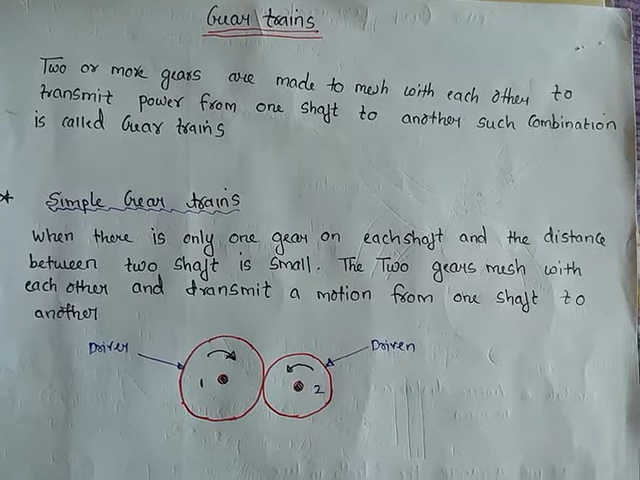 Gear trains
Two or more gears are made to mesh with each other to
transmit power from one shaft to another such Combination
is called Gear trains
* Simple Gear trains
When there is only one gear on each shaft and the distance
between two shaft is small. The Two gears mesh with
each other and transmit a motion from one shaft to
another
Driver
Driven
1
2